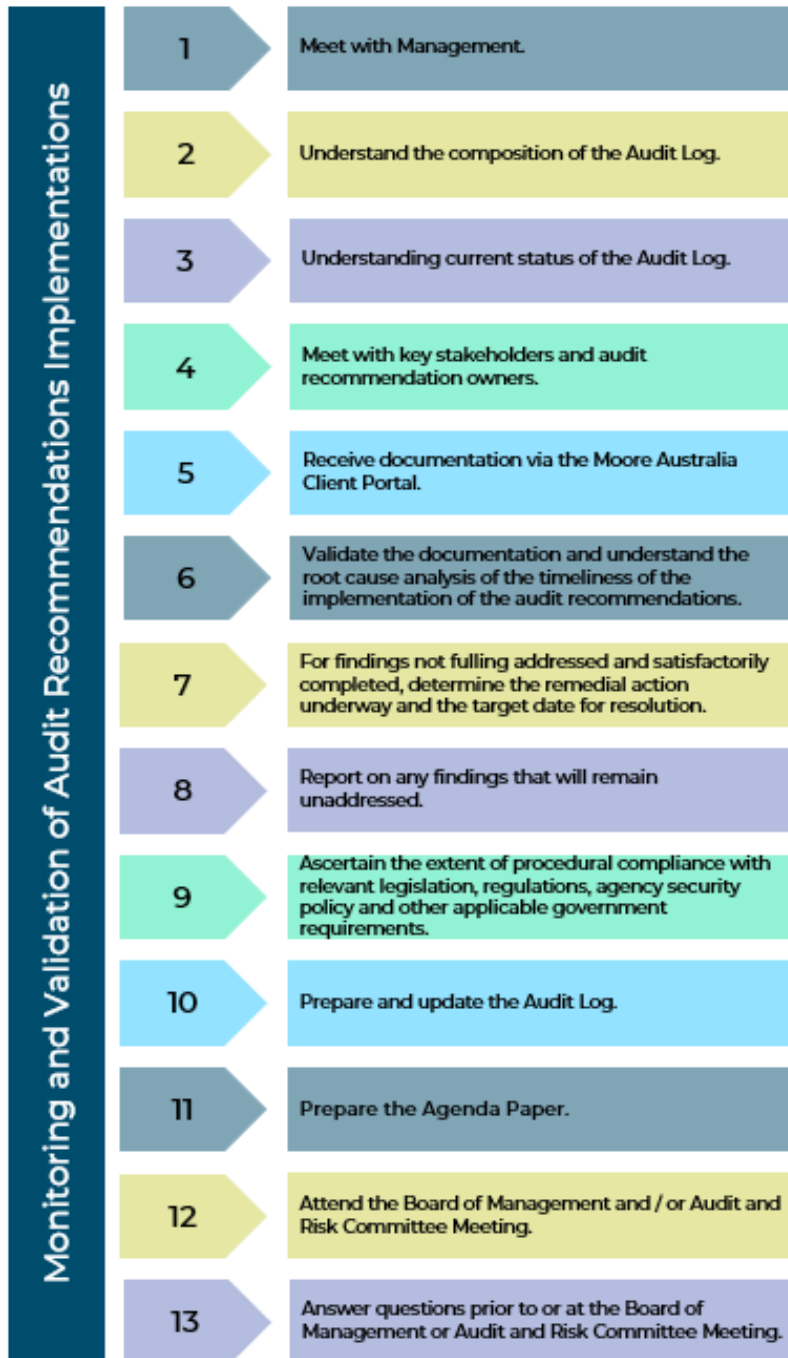 Monitoring and Validation of Audit Recommendations Implementations
1
Meet with Management.
2
Understand the composition of the Audit Log.
3
Understanding current status of the Audit Log.
4
Meet with key stakeholders and audit
recommendation owners.
5
Receive documentation via the Moore Australia
Client Portal.
6
Validate the documentation and understand the
root cause analysis of the timeliness of the
implementation of the audit recommendations.
7
For findings not fulling addressed and satisfactorily
completed, determine the remedial action
underway and the target date for resolution.
8
Report on any findings that will remain
unaddressed.
9
Ascertain the extent of procedural compliance with
relevant legislation, regulations, agency security
policy and other applicable government
requirements.
10
Prepare and update the Audit Log.
11
Prepare the Agenda Paper.
12
Attend the Board of Management and / or Audit and
Risk Committee Meeting.
13
Answer questions prior to or at the Board of
Management or Audit and Risk Committee Meeting.